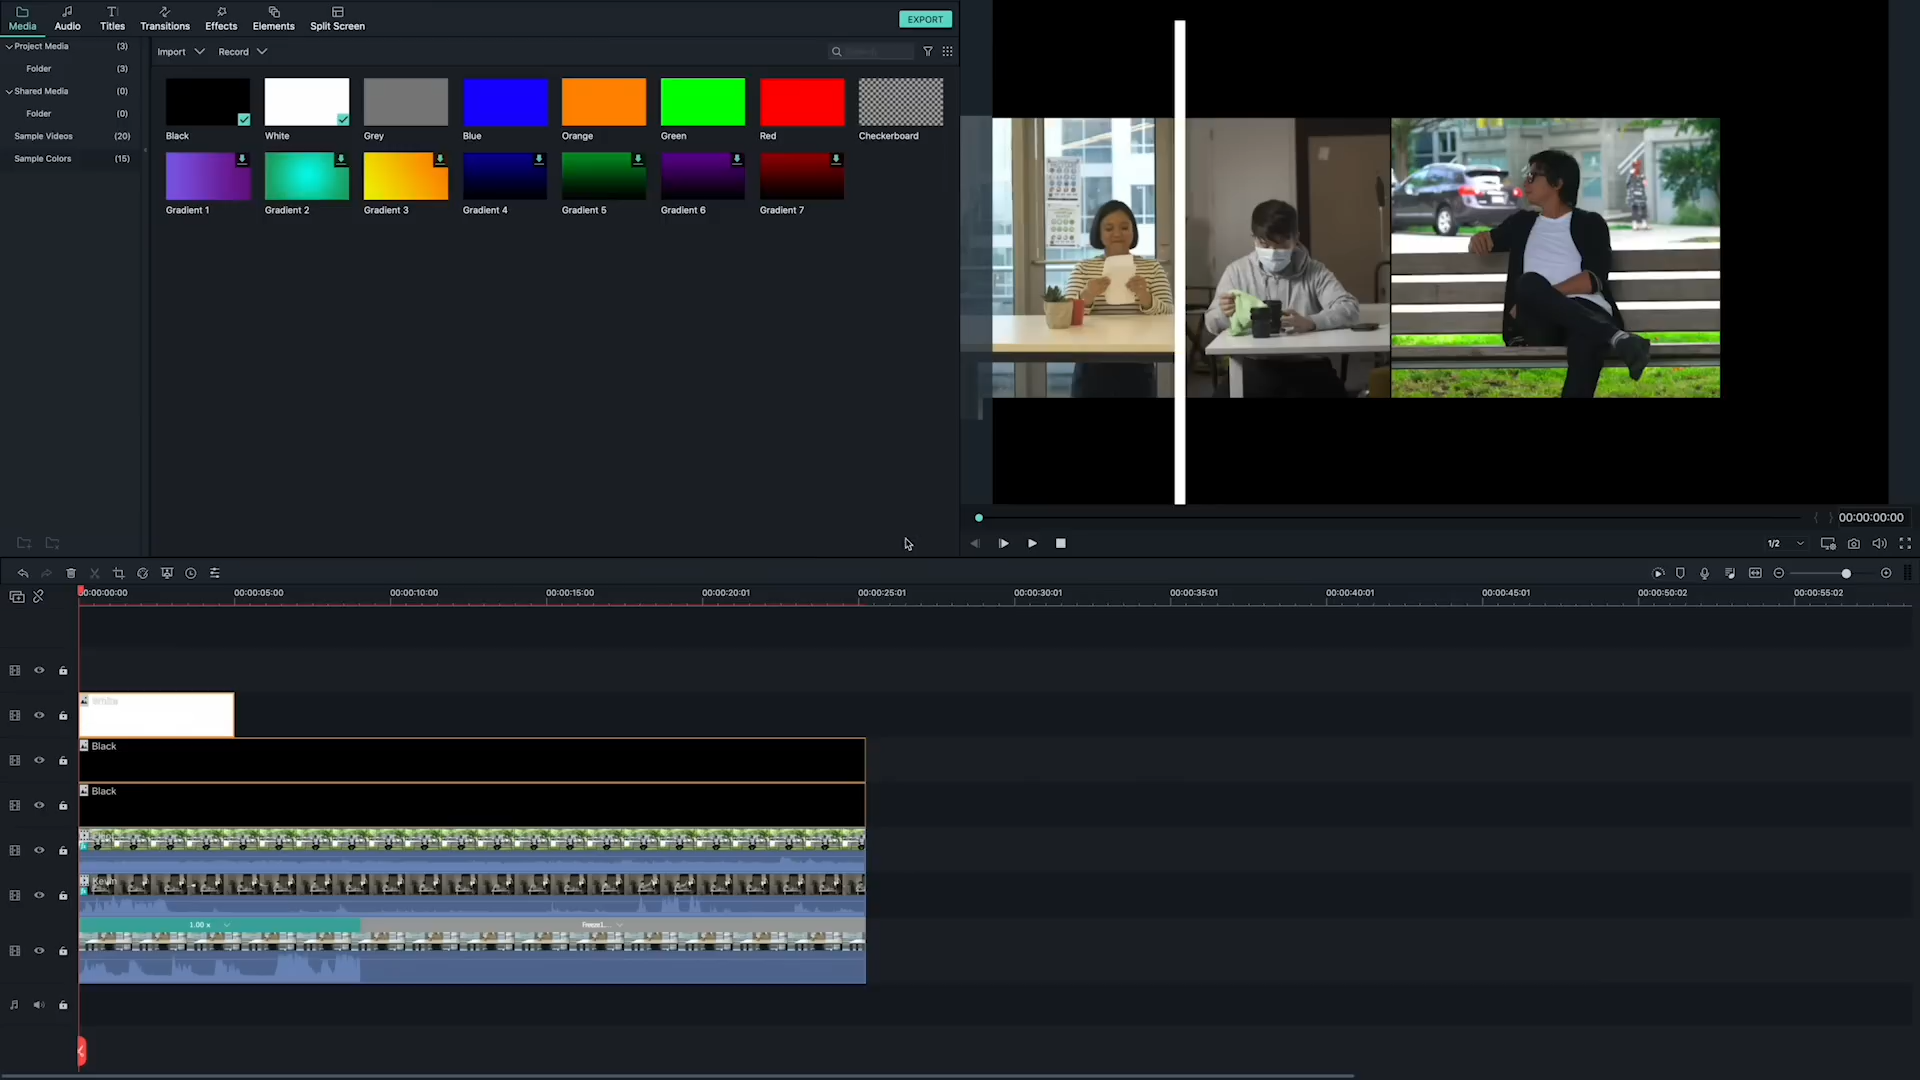 Media Audio Titles Transitions Effects Elements Split Screen EXPORT
Project Media (3)
Folder (3)
Shared Media (0)
Folder (0)
Sample Videos (20)
Sample Colors (15)
Import Record
Black White Grey Blue Orange Green Red Checkerboard
Gradient 1 Gradient 2 Gradient 3 Gradient 4 Gradient 5 Gradient 6 Gradient 7
00:00:00:00
1/2
00:00:00:00 00:00:05:00 00:00:10:00 00:00:15:00 00:00:20:01 00:00:25:01 00:00:30:01 00:00:35:01 00:00:40:01 00:00:45:01 00:00:50:02 00:00:55:02
White
Black
Black
Kevin
1.00 x Freeze1...